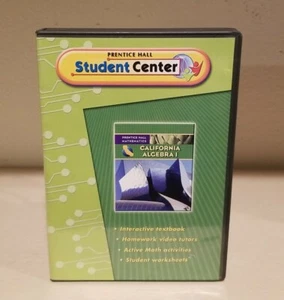 PRENTICE HALL
Student Center
PRENTICE HALL
MATHEMATICS
CALIFORNIA
ALGEBRA 1
• Interactive textbook
• Homework video tutors
• Active Math activities
• Student worksheets